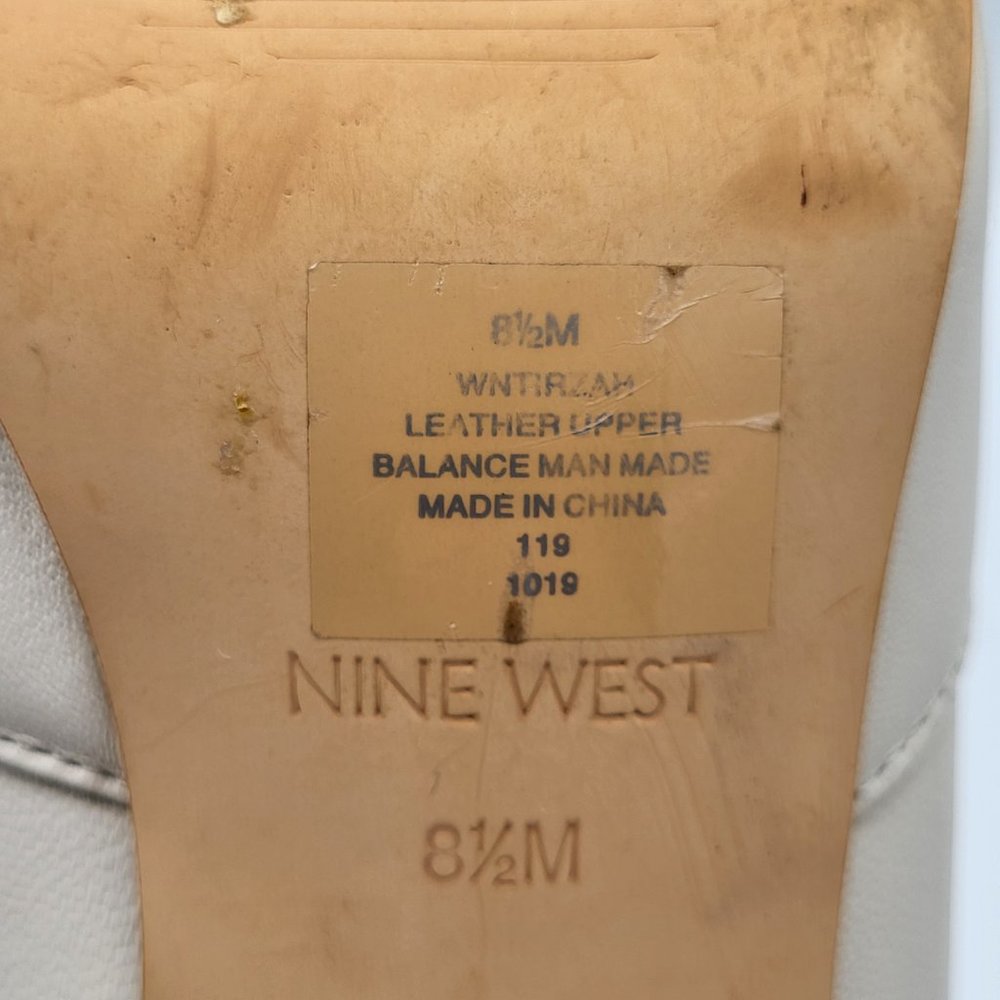 8½M
WNTIRZAH
LEATHER UPPER
BALANCE MAN MADE
MADE IN CHINA
119
1019
NINE WEST
8½M